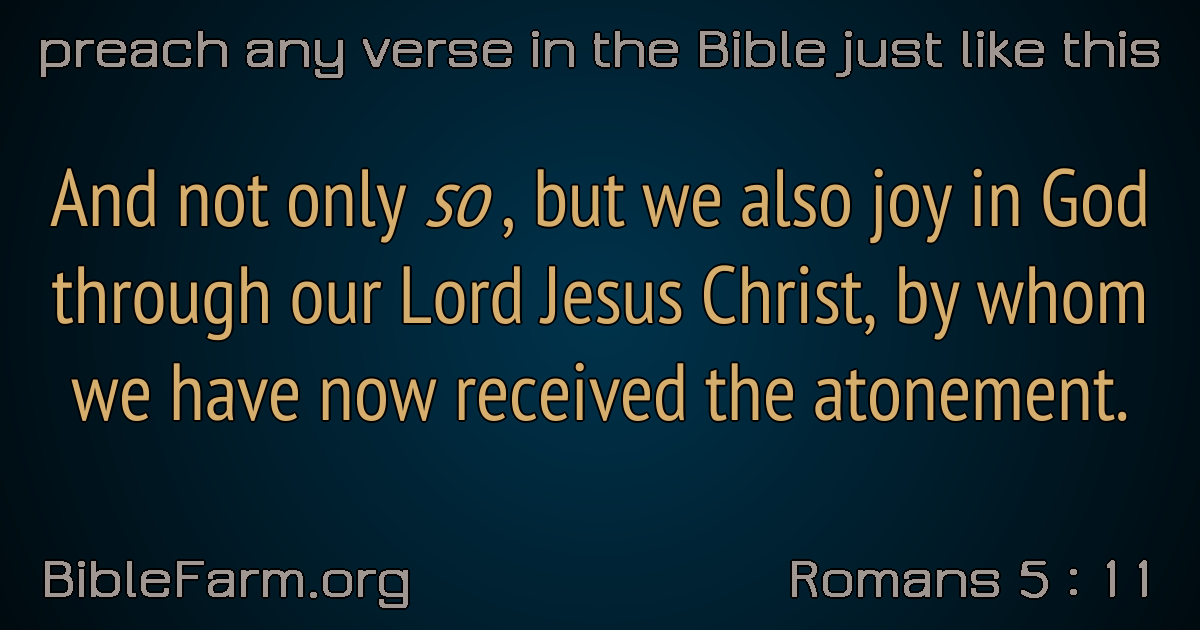 preach any verse in the Bible just like this
And not only so , but we also joy in God
through our Lord Jesus Christ, by whom
we have now received the atonement.
BibleFarm.org
Romans 5 : 11